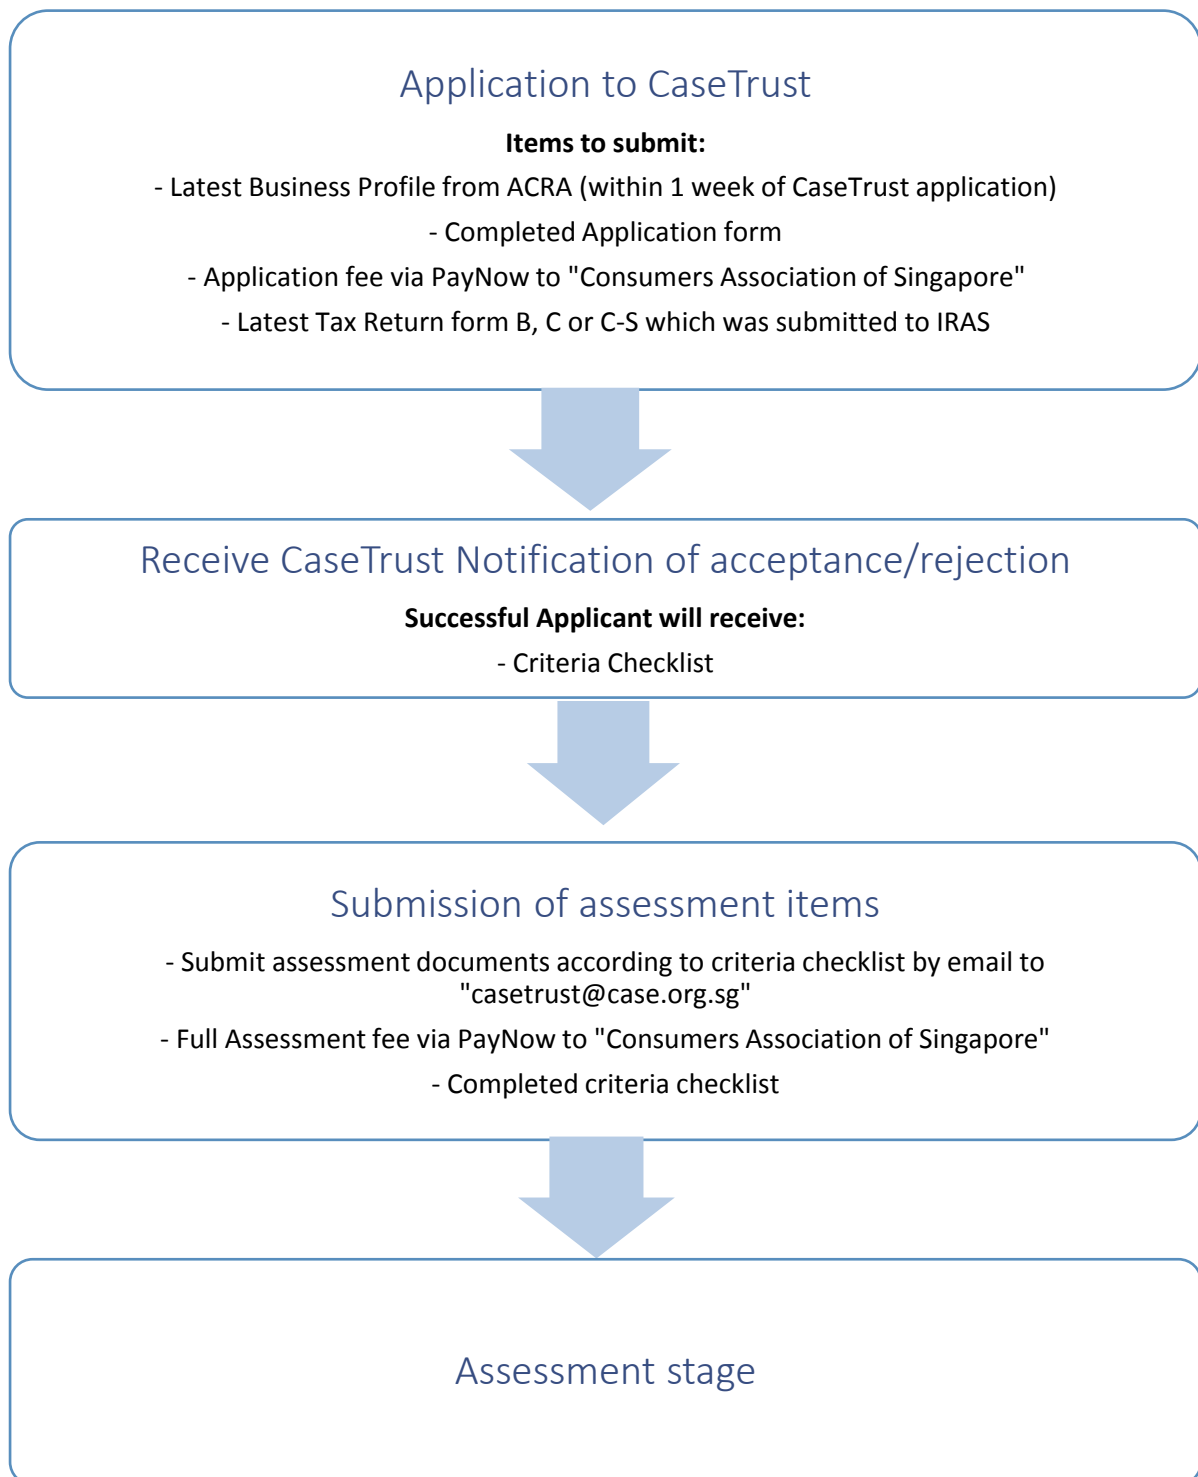 Application to CaseTrust
Items to submit:
- Latest Business Profile from ACRA (within 1 week of CaseTrust application)
- Completed Application form
- Application fee via PayNow to "Consumers Association of Singapore"
- Latest Tax Return form B, C or C-S which was submitted to IRAS
Receive CaseTrust Notification of acceptance/rejection
Successful Applicant will receive:
- Criteria Checklist
Submission of assessment items
- Submit assessment documents according to criteria checklist by email to
"casetrust@case.org.sg"
- Full Assessment fee via PayNow to "Consumers Association of Singapore"
- Completed criteria checklist
Assessment stage